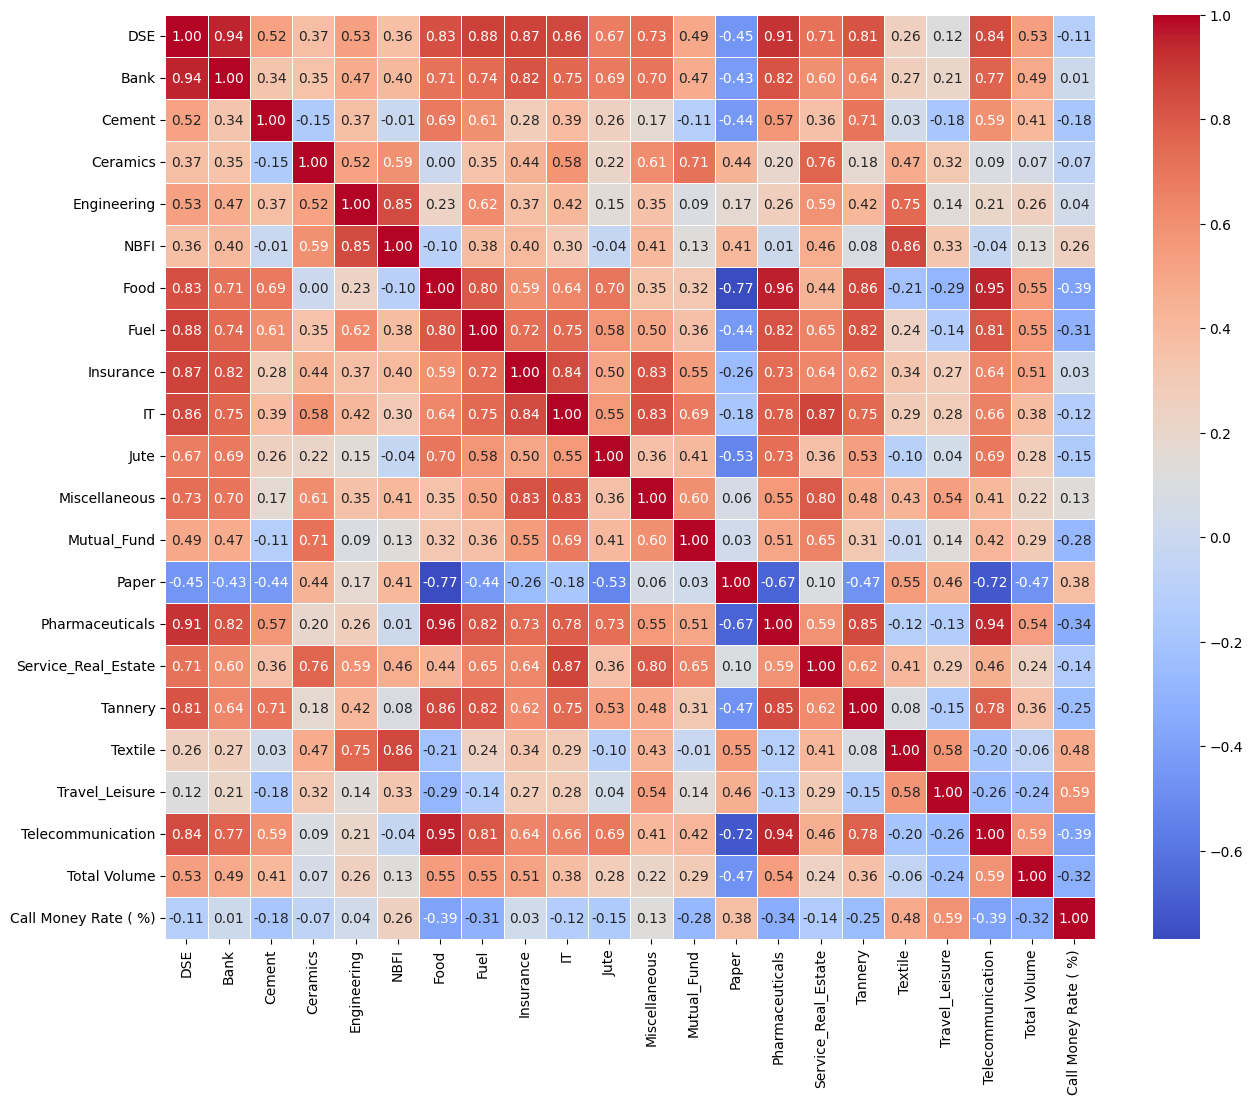 DSE 1.00 0.94 0.52 0.37 0.53 0.36 0.83 0.88 0.87 0.86 0.67 0.73 0.49 -0.45 0.91 0.71 0.81 0.26 0.12 0.84 0.53 -0.11
Bank 0.94 1.00 0.34 0.35 0.47 0.40 0.71 0.74 0.82 0.75 0.69 0.70 0.47 -0.43 0.82 0.60 0.64 0.27 0.21 0.77 0.49 0.01
Cement 0.52 0.34 1.00 -0.15 0.37 -0.01 0.69 0.61 0.28 0.39 0.26 0.17 -0.11 -0.44 0.57 0.36 0.71 0.03 -0.18 0.59 0.41 -0.18
Ceramics 0.37 0.35 -0.15 1.00 0.52 0.59 0.00 0.35 0.44 0.58 0.22 0.61 0.71 0.44 0.20 0.76 0.18 0.47 0.32 0.09 0.07 -0.07
Engineering 0.53 0.47 0.37 0.52 1.00 0.85 0.23 0.62 0.37 0.42 0.15 0.35 0.09 0.17 0.26 0.59 0.42 0.75 0.14 0.21 0.26 0.04
NBFI 0.36 0.40 -0.01 0.59 0.85 1.00 -0.10 0.38 0.40 0.30 -0.04 0.41 0.13 0.41 0.01 0.46 0.08 0.86 0.33 -0.04 0.13 0.26
Food 0.83 0.71 0.69 0.00 0.23 -0.10 1.00 0.80 0.59 0.64 0.70 0.35 0.32 -0.77 0.96 0.44 0.86 -0.21 -0.29 0.95 0.55 -0.39
Fuel 0.88 0.74 0.61 0.35 0.62 0.38 0.80 1.00 0.72 0.75 0.58 0.50 0.36 -0.44 0.82 0.65 0.82 0.24 -0.14 0.81 0.55 -0.31
Insurance 0.87 0.82 0.28 0.44 0.37 0.40 0.59 0.72 1.00 0.84 0.50 0.83 0.55 -0.26 0.73 0.64 0.62 0.34 0.27 0.64 0.51 0.03
IT 0.86 0.75 0.39 0.58 0.42 0.30 0.64 0.75 0.84 1.00 0.55 0.83 0.69 -0.18 0.78 0.87 0.75 0.29 0.28 0.66 0.38 -0.12
Jute 0.67 0.69 0.26 0.22 0.15 -0.04 0.70 0.58 0.50 0.55 1.00 0.36 0.41 -0.53 0.73 0.36 0.53 -0.10 0.04 0.69 0.28 -0.15
Miscellaneous 0.73 0.70 0.17 0.61 0.35 0.41 0.35 0.50 0.83 0.83 0.36 1.00 0.60 0.06 0.55 0.80 0.48 0.43 0.54 0.41 0.22 0.13
Mutual_Fund 0.49 0.47 -0.11 0.71 0.09 0.13 0.32 0.36 0.55 0.69 0.41 0.60 1.00 0.03 0.51 0.65 0.31 -0.01 0.14 0.42 0.29 -0.28
Paper -0.45 -0.43 -0.44 0.44 0.17 0.41 -0.77 -0.44 -0.26 -0.18 -0.53 0.06 0.03 1.00 -0.67 0.10 -0.47 0.55 0.46 -0.72 -0.47 0.38
Pharmaceuticals 0.91 0.82 0.57 0.20 0.26 0.01 0.96 0.82 0.73 0.78 0.73 0.55 0.51 -0.67 1.00 0.59 0.85 -0.12 -0.13 0.94 0.54 -0.34
Service_Real_Estate 0.71 0.60 0.36 0.76 0.59 0.46 0.44 0.65 0.64 0.87 0.36 0.80 0.65 0.10 0.59 1.00 0.62 0.41 0.29 0.46 0.24 -0.14
Tannery 0.81 0.64 0.71 0.18 0.42 0.08 0.86 0.82 0.62 0.75 0.53 0.48 0.31 -0.47 0.85 0.62 1.00 0.08 -0.15 0.78 0.36 -0.25
Textile 0.26 0.27 0.03 0.47 0.75 0.86 -0.21 0.24 0.34 0.29 -0.10 0.43 -0.01 0.55 -0.12 0.41 0.08 1.00 0.58 -0.20 -0.06 0.48
Travel_Leisure 0.12 0.21 -0.18 0.32 0.14 0.33 -0.29 -0.14 0.27 0.28 0.04 0.54 0.14 0.46 -0.13 0.29 -0.15 0.58 1.00 -0.26 -0.24 0.59
Telecommunication 0.84 0.77 0.59 0.09 0.21 -0.04 0.95 0.81 0.64 0.66 0.69 0.41 0.42 -0.72 0.94 0.46 0.78 -0.20 -0.26 1.00 0.59 -0.39
Total Volume 0.53 0.49 0.41 0.07 0.26 0.13 0.55 0.55 0.51 0.38 0.28 0.22 0.29 -0.47 0.54 0.24 0.36 -0.06 -0.24 0.59 1.00 -0.32
Call Money Rate ( %) -0.11 0.01 -0.18 -0.07 0.04 0.26 -0.39 -0.31 0.03 -0.12 -0.15 0.13 -0.28 0.38 -0.34 -0.14 -0.25 0.48 0.59 -0.39 -0.32 1.00
DSE
Bank
Cement
Ceramics
Engineering
NBFI
Food
Fuel
Insurance
IT
Jute
Miscellaneous
Mutual_Fund
Paper
Pharmaceuticals
Service_Real_Estate
Tannery
Textile
Travel_Leisure
Telecommunication
Total Volume
Call Money Rate ( %)
1.0
0.8
0.6
0.4
0.2
0.0
−0.2
−0.4
−0.6